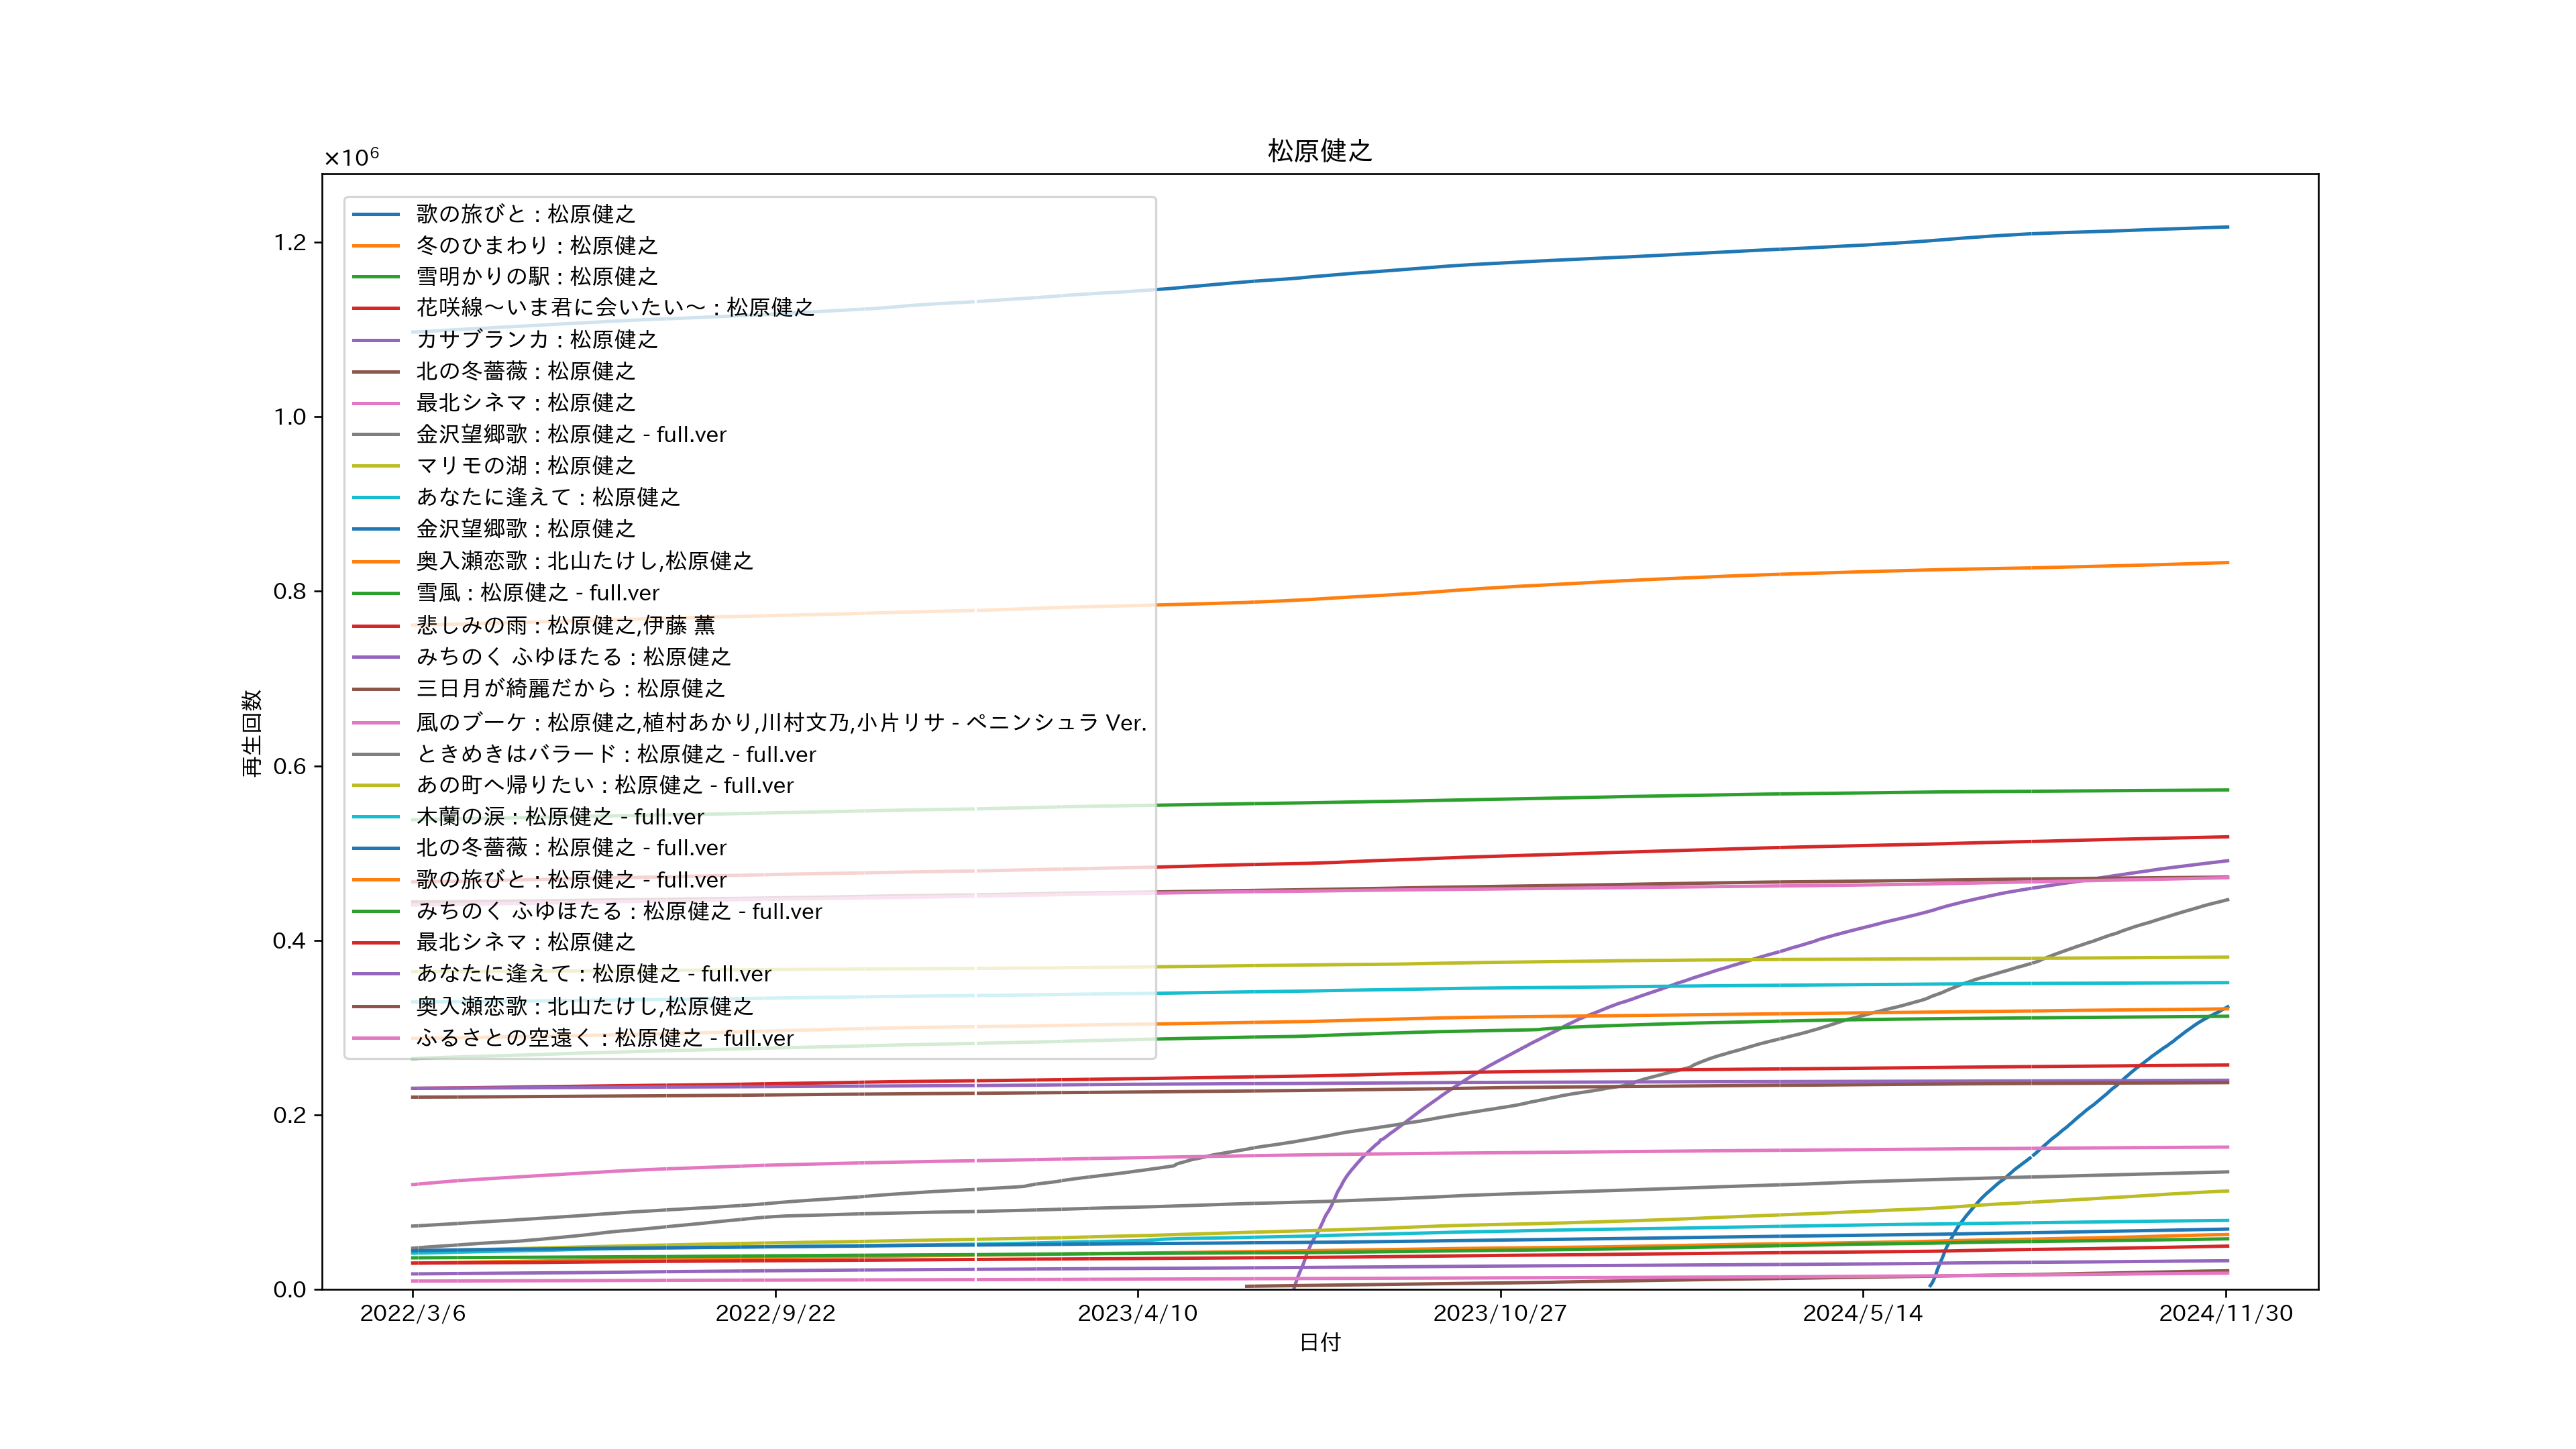 松原健之
×10⁶
1.2
1.0
0.8
0.6
0.4
0.2
0.0
再生回数
歌の旅びと : 松原健之
冬のひまわり : 松原健之
雪明かりの駅 : 松原健之
花咲線～いま君に会いたい～ : 松原健之
カサブランカ : 松原健之
北の冬薔薇 : 松原健之
最北シネマ : 松原健之
金沢望郷歌 : 松原健之 - full.ver
マリモの湖 : 松原健之
あなたに逢えて : 松原健之
金沢望郷歌 : 松原健之
奥入瀬恋歌 : 北山たけし,松原健之
雪風 : 松原健之 - full.ver
悲しみの雨 : 松原健之,伊藤 薫
みちのく ふゆほたる : 松原健之
三日月が綺麗だから : 松原健之
風のブーケ : 松原健之,植村あかり,川村文乃,小片リサ - ペニンシュラ Ver.
ときめきはバラード : 松原健之 - full.ver
あの町へ帰りたい : 松原健之 - full.ver
木蘭の涙 : 松原健之 - full.ver
北の冬薔薇 : 松原健之 - full.ver
歌の旅びと : 松原健之 - full.ver
みちのく ふゆほたる : 松原健之 - full.ver
最北シネマ : 松原健之
あなたに逢えて : 松原健之 - full.ver
奥入瀬恋歌 : 北山たけし,松原健之
ふるさとの空遠く : 松原健之 - full.ver
2022/3/6 2022/9/22 2023/4/10 2023/10/27 2024/5/14 2024/11/30
日付